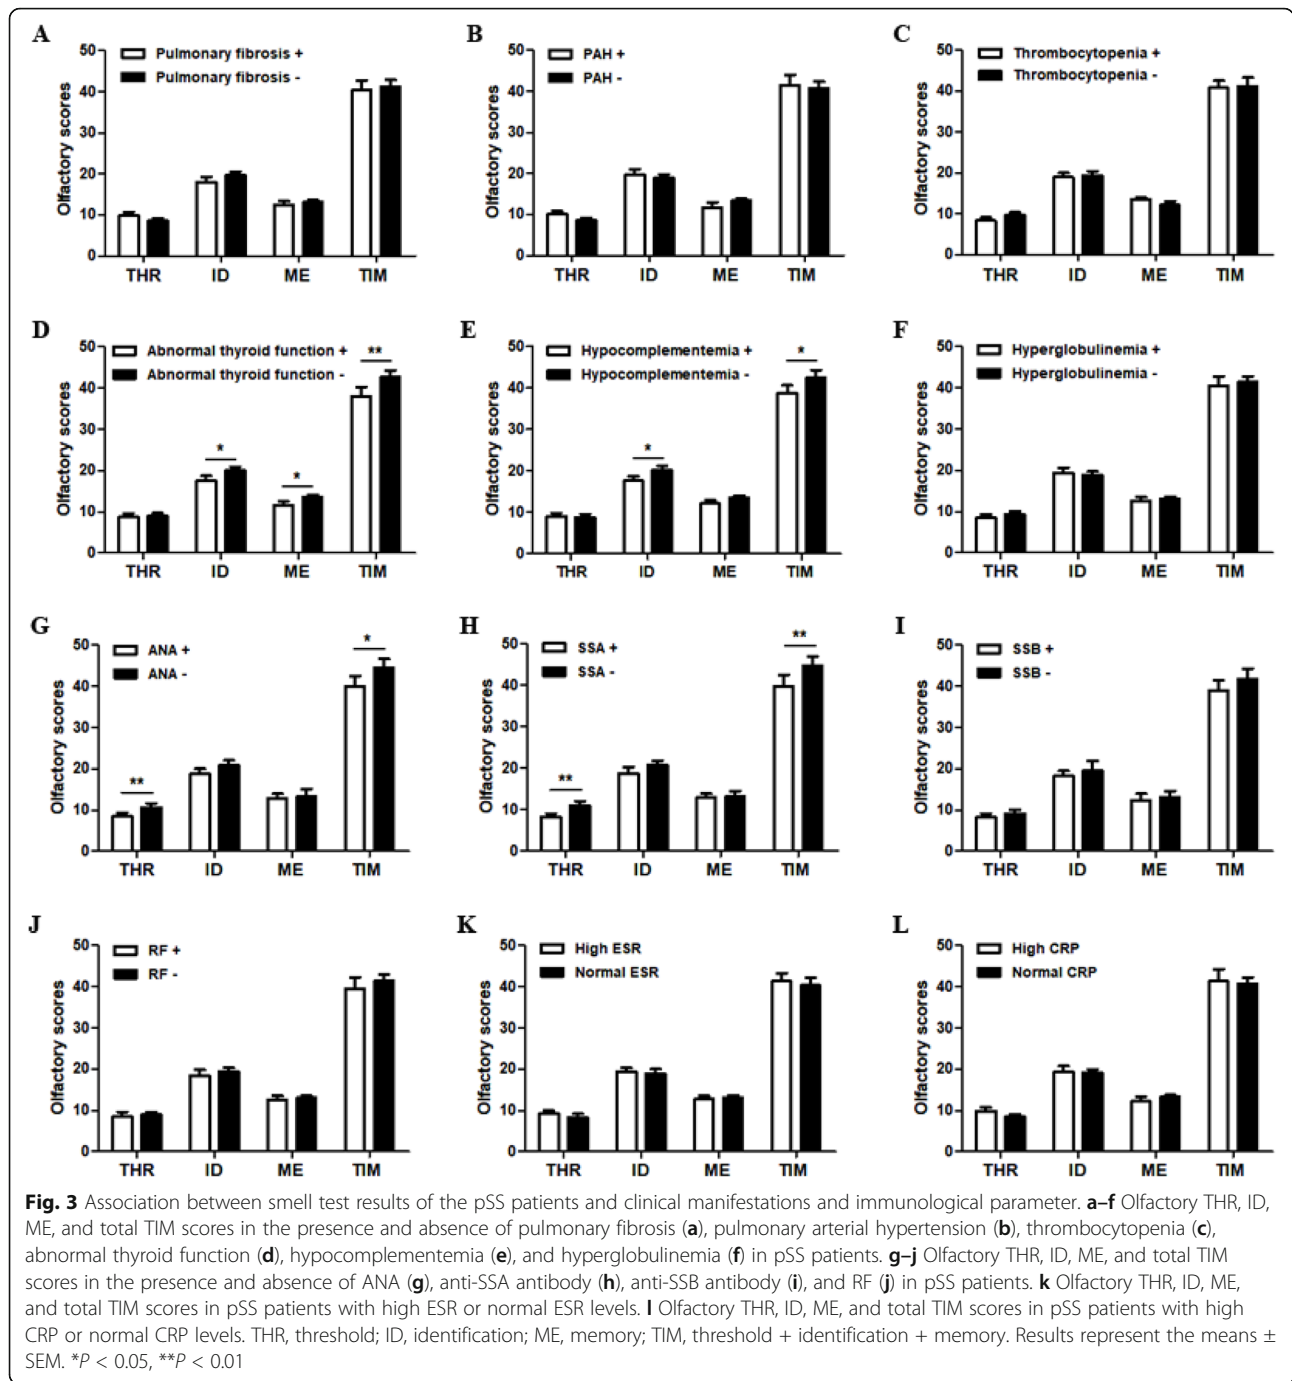 A
Pulmonary fibrosis +
Pulmonary fibrosis -
Olfactory scores
50
40
30
20
10
0
THR ID ME TIM
B
PAH +
PAH -
Olfactory scores
50
40
30
20
10
0
THR ID ME TIM
C
Thrombocytopenia +
Thrombocytopenia -
Olfactory scores
50
40
30
20
10
0
THR ID ME TIM
D
Abnormal thyroid function +
Abnormal thyroid function -
Olfactory scores
50
40
30
20
10
0
* * **
THR ID ME TIM
E
Hypocomplementemia +
Hypocomplementemia -
Olfactory scores
50
40
30
20
10
0
* *
THR ID ME TIM
F
Hyperglobulinemia +
Hyperglobulinemia -
Olfactory scores
50
40
30
20
10
0
THR ID ME TIM
G
ANA +
ANA -
Olfactory scores
50
40
30
20
10
0
** *
THR ID ME TIM
H
SSA +
SSA -
Olfactory scores
50
40
30
20
10
0
** **
THR ID ME TIM
I
SSB +
SSB -
Olfactory scores
50
40
30
20
10
0
THR ID ME TIM
J
RF +
RF -
Olfactory scores
50
40
30
20
10
0
THR ID ME TIM
K
High ESR
Normal ESR
Olfactory scores
50
40
30
20
10
0
THR ID ME TIM
L
High CRP
Normal CRP
Olfactory scores
50
40
30
20
10
0
THR ID ME TIM
Fig. 3 Association between smell test results of the pSS patients and clinical manifestations and immunological parameter. a–f Olfactory THR, ID,
ME, and total TIM scores in the presence and absence of pulmonary fibrosis (a), pulmonary arterial hypertension (b), thrombocytopenia (c),
abnormal thyroid function (d), hypocomplementemia (e), and hyperglobulinemia (f) in pSS patients. g–j Olfactory THR, ID, ME, and total TIM
scores in the presence and absence of ANA (g), anti-SSA antibody (h), anti-SSB antibody (i), and RF (j) in pSS patients. k Olfactory THR, ID, ME,
and total TIM scores in pSS patients with high ESR or normal ESR levels. l Olfactory THR, ID, ME, and total TIM scores in pSS patients with high
CRP or normal CRP levels. THR, threshold; ID, identification; ME, memory; TIM, threshold + identification + memory. Results represent the means ±
SEM. *P < 0.05, **P < 0.01